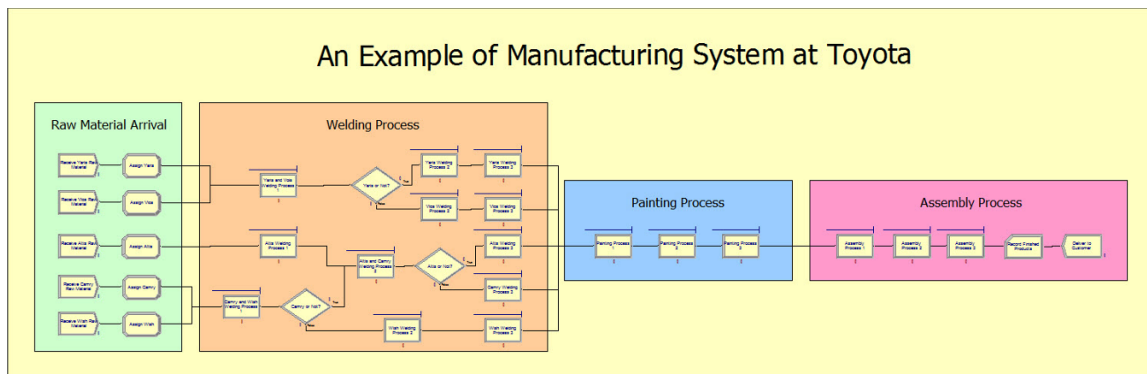 An Example of Manufacturing System at Toyota
Raw Material Arrival
Receive Yaris Raw
Material
Assign Yaris
Receive Vios Raw
Material
Assign Vios
Receive Altis Raw
Material
Assign Altis
Receive Camry
Raw Material
Assign Camry
Receive Wish Raw
Material
Assign Wish
Welding Process
Yaris and Vios
Welding Process
1
Yaris or Not?
True
False
Yaris Welding
Process 2
Yaris Welding
Process 3
Vios Welding
Vios Welding
Process 3
Altis Welding
Process 1
Altis and Camry
Welding Process
2
Altis or Not?
True
False
Altis Welding
Process 3
Camry Welding
Camry and Wish
Welding Process
1
Camry or Not?
True
False
Wish Welding
Process 2
Wish Welding
Process 3
Painting Process
Painting Process
1
Painting Process
Painting Process
Assembly Process
Assembly
Process 1
Assembly
Process 2
Assembly
Process 3
Record Finished
Products
Deliver to
Customer